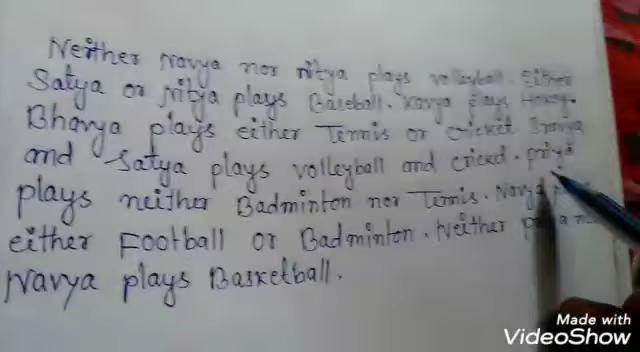 Neither Navya nor nitya plays volleyball. Either
Satya or Nitya plays Baseball. Kavya plays Hockey.
Bhavya plays either Tennis or cricket
and Satya plays volleyball and cricket. priya
plays neither Badminton nor Tennis. Navya
either Football or Badminton. Neither
Navya plays Basketball.
Made with
VideoShow